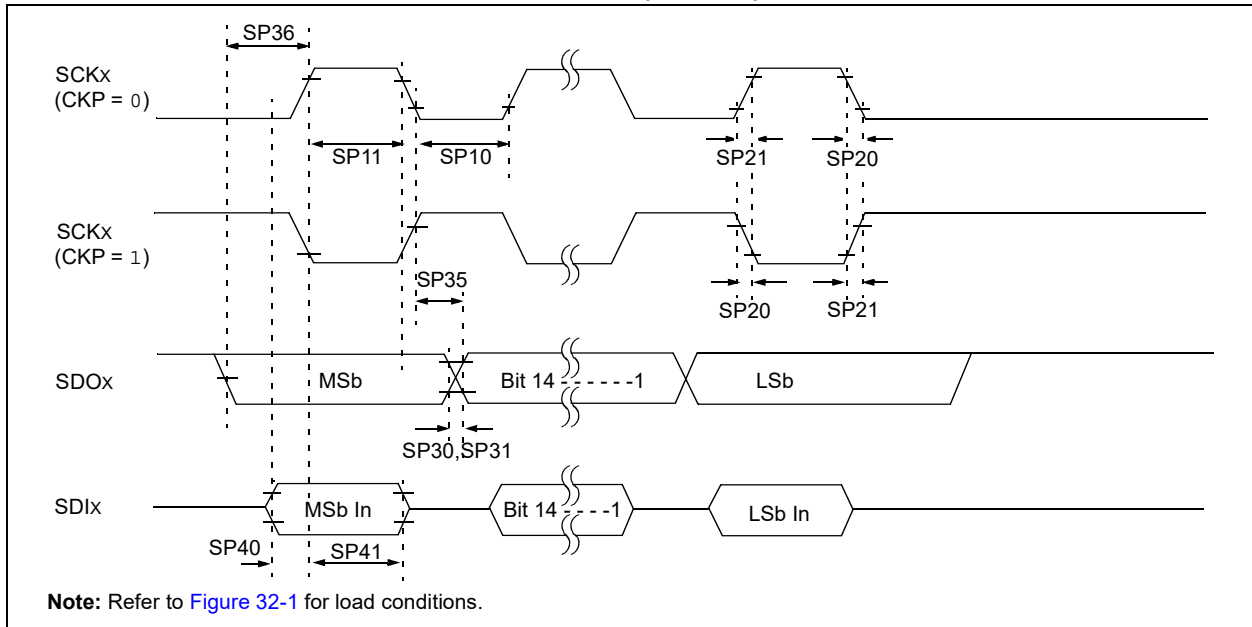 SP36
SCKx
(CKP = 0)
SP11 SP10 SP21 SP20
SCKx
(CKP = 1)
SP35
SP20 SP21
SDOx MSb Bit 14 - - - - - -1 LSb
SP30,SP31
SDIx MSb In Bit 14 - - - -1 LSb In
SP40 SP41
Note: Refer to Figure 32-1 for load conditions.